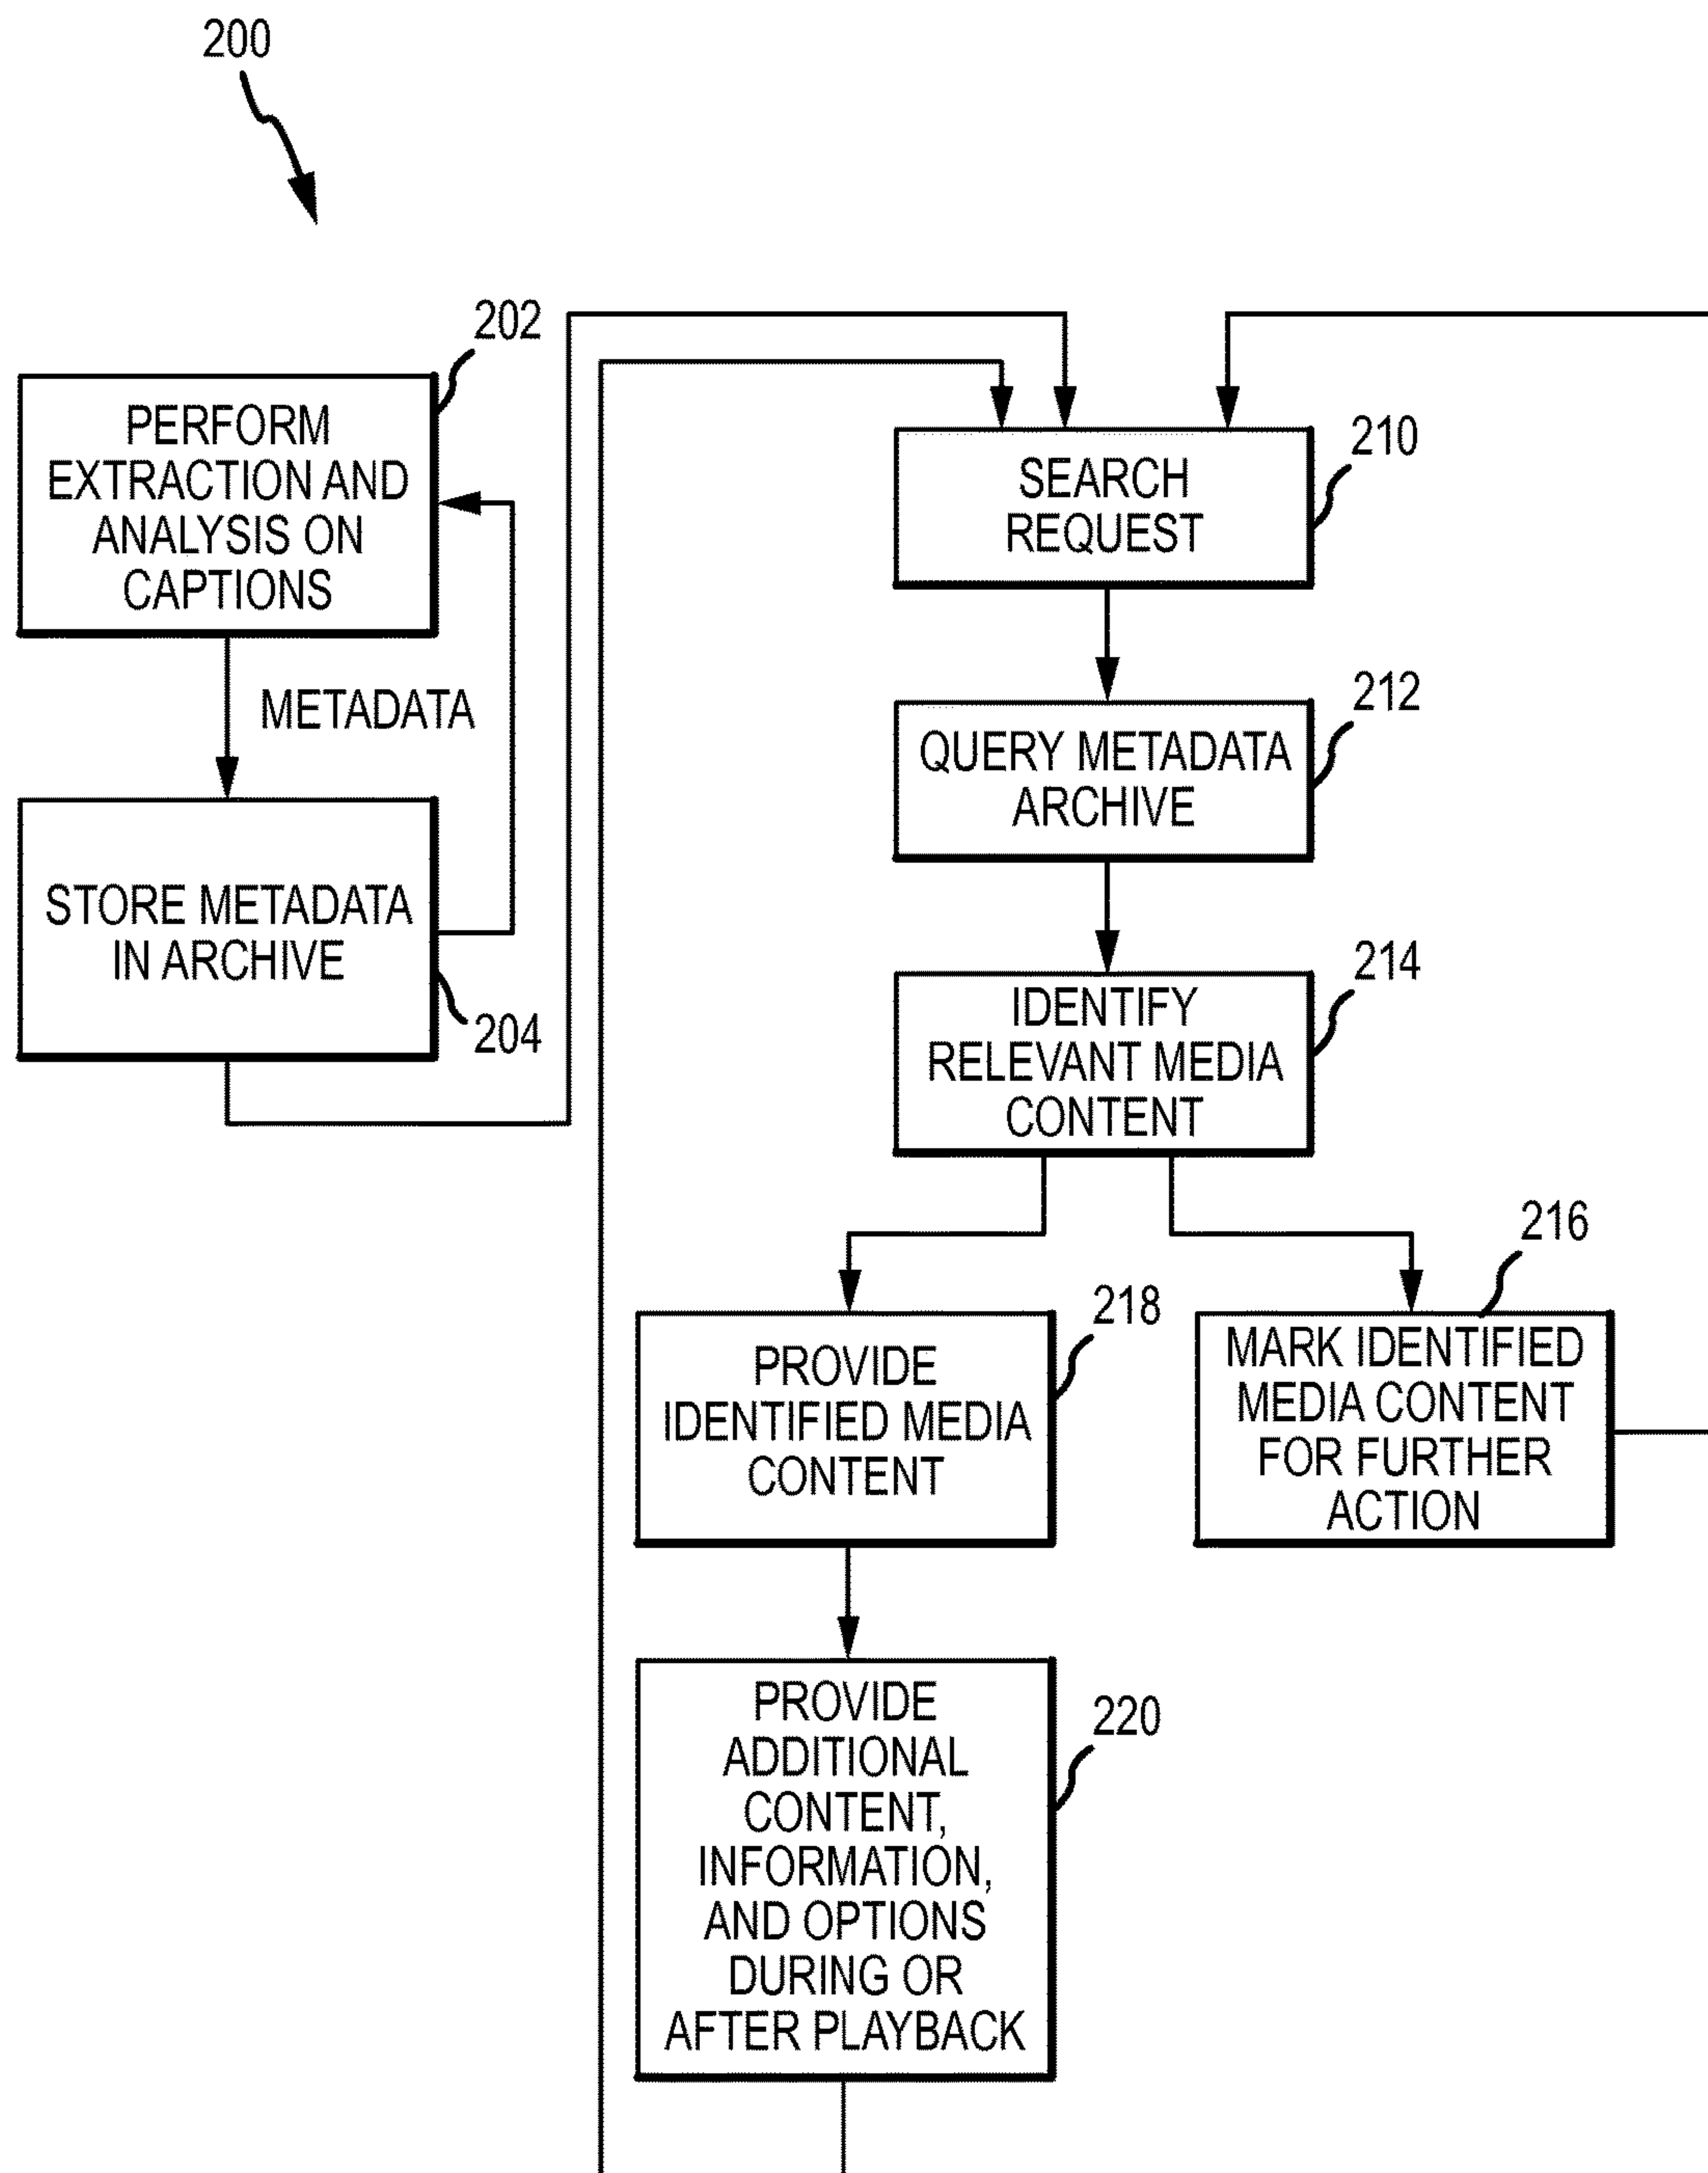 200
202
PERFORM
EXTRACTION AND
ANALYSIS ON
CAPTIONS
METADATA
STORE METADATA
IN ARCHIVE
204
210
SEARCH
REQUEST
212
QUERY METADATA
ARCHIVE
214
IDENTIFY
RELEVANT MEDIA
CONTENT
216
MARK IDENTIFIED
MEDIA CONTENT
FOR FURTHER
ACTION
218
PROVIDE
IDENTIFIED MEDIA
CONTENT
220
PROVIDE
ADDITIONAL
CONTENT,
INFORMATION,
AND OPTIONS
DURING OR
AFTER PLAYBACK